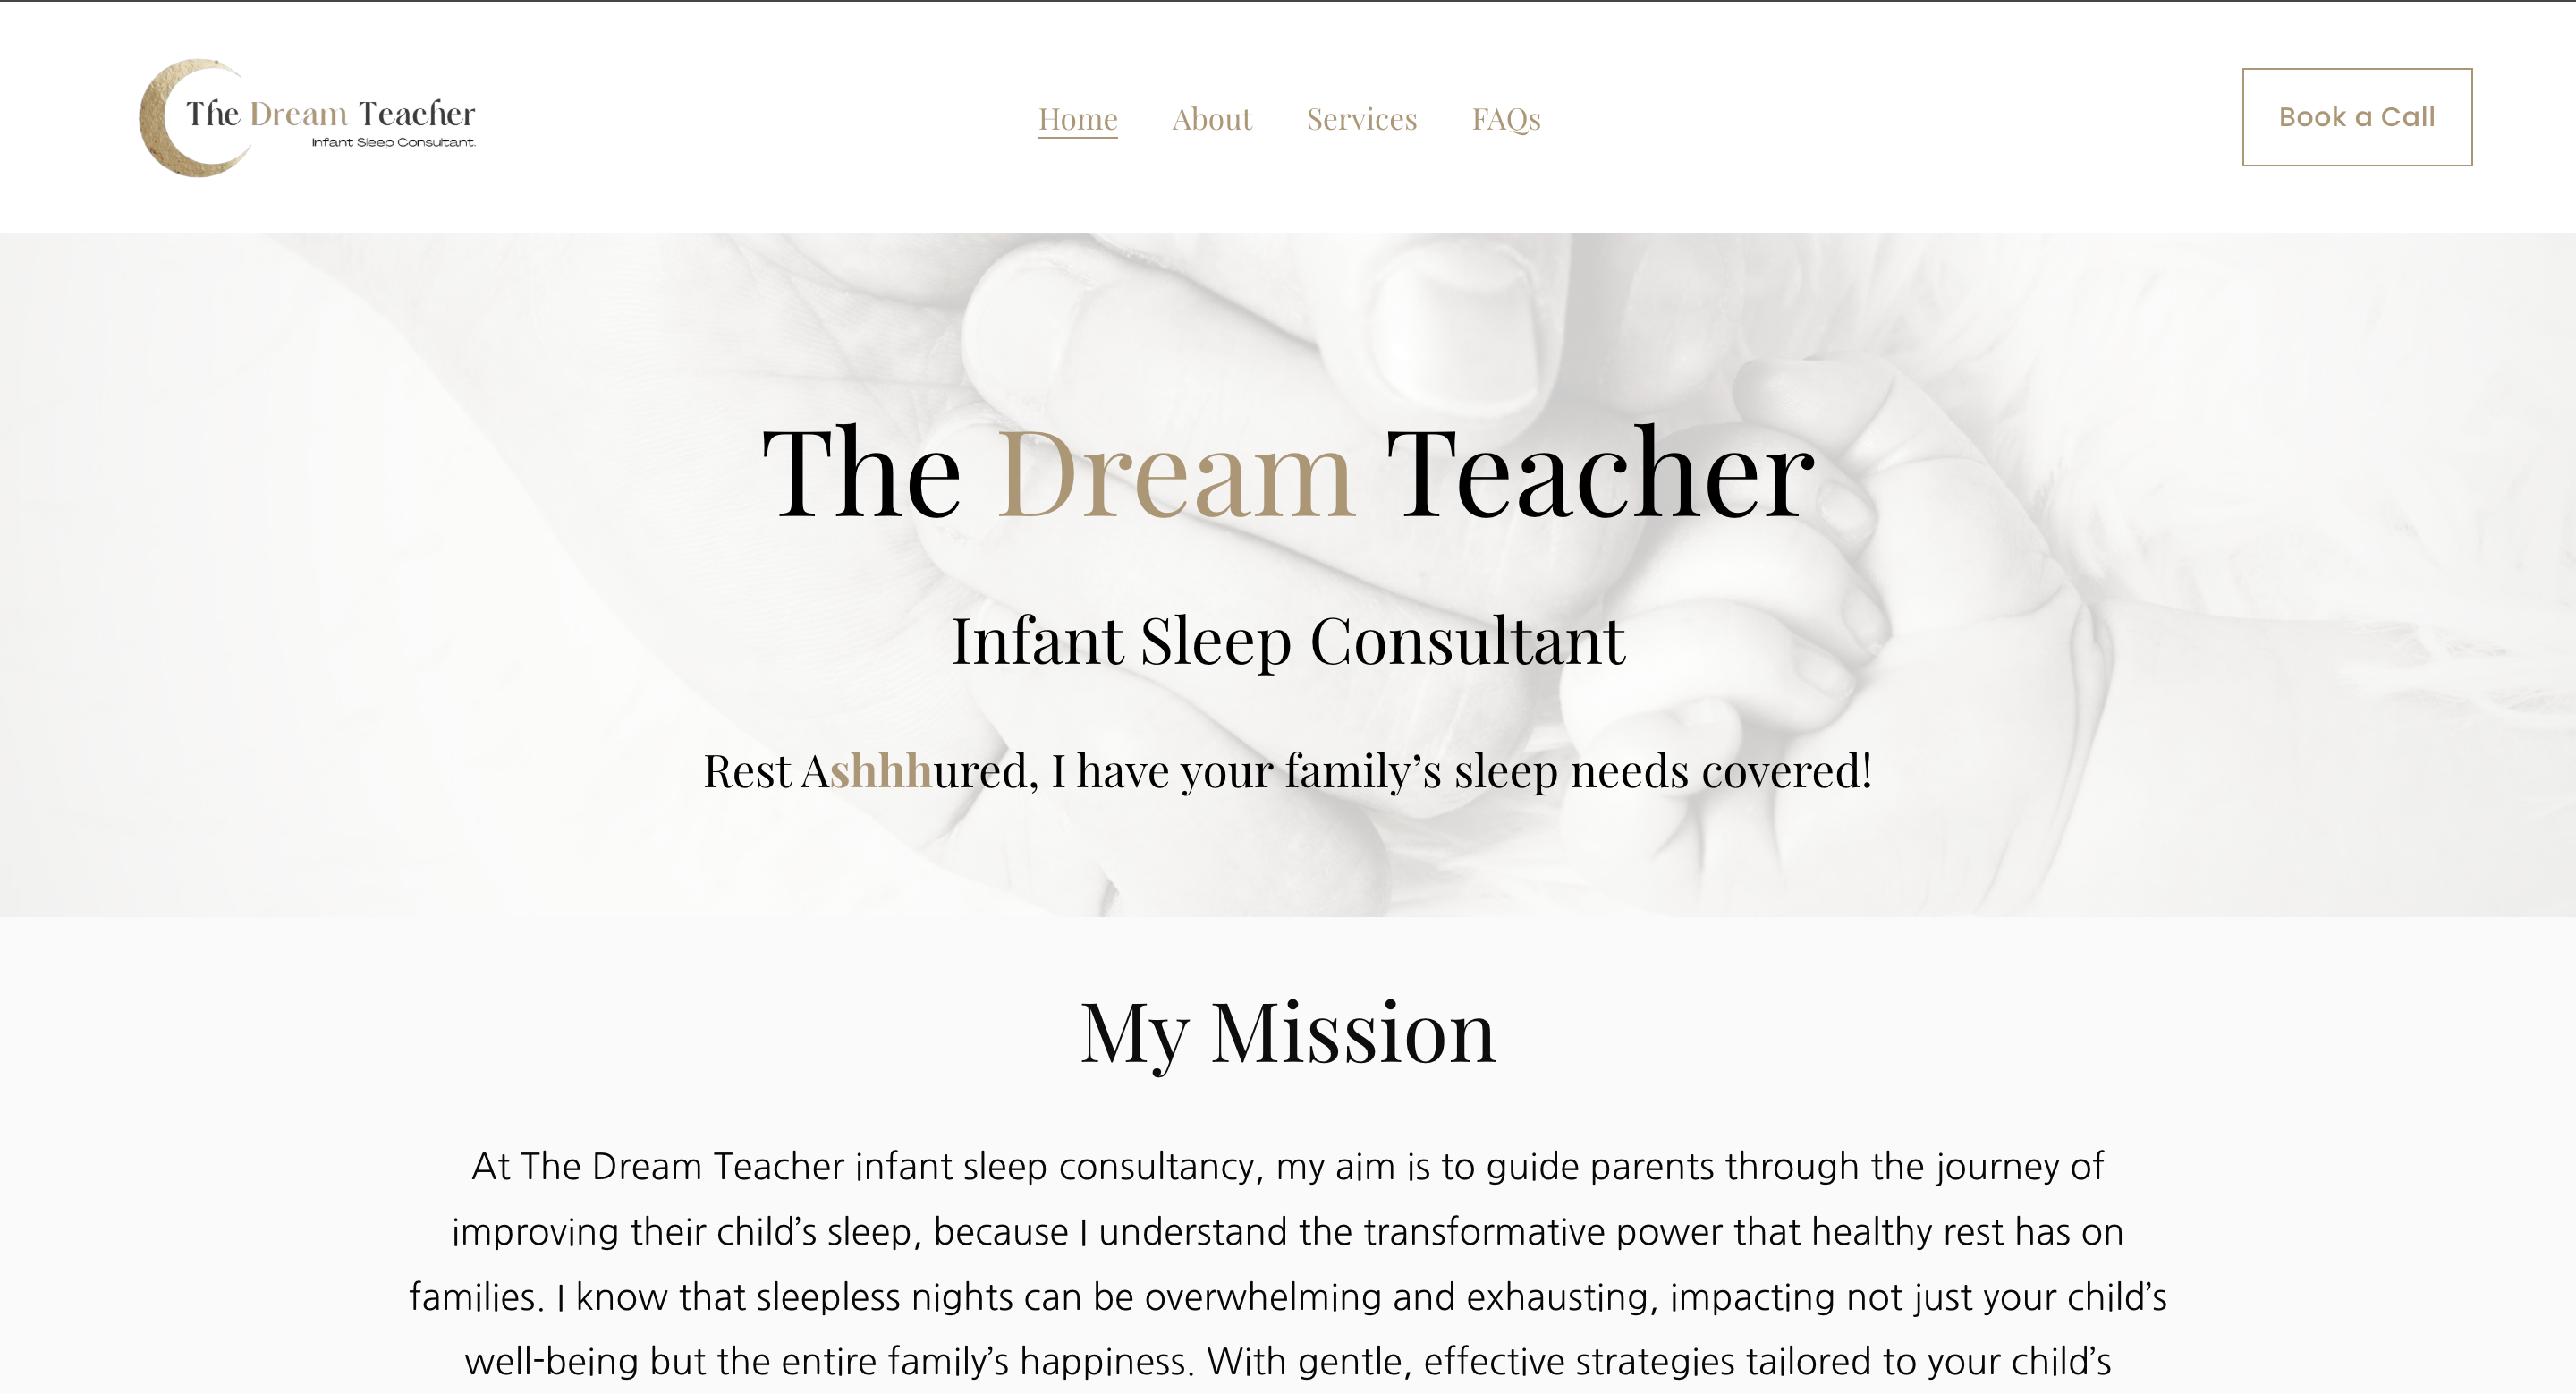 The Dream Teacher
Infant Sleep Consultant.
Home
About
Services
FAQs
Book a Call
The Dream Teacher
Infant Sleep Consultant
Rest Ashhhured, I have your family’s sleep needs covered!
My Mission
At The Dream Teacher infant sleep consultancy, my aim is to guide parents through the journey of
improving their child’s sleep, because I understand the transformative power that healthy rest has on
families. I know that sleepless nights can be overwhelming and exhausting, impacting not just your child’s
well-being but the entire family’s happiness. With gentle, effective strategies tailored to your child’s